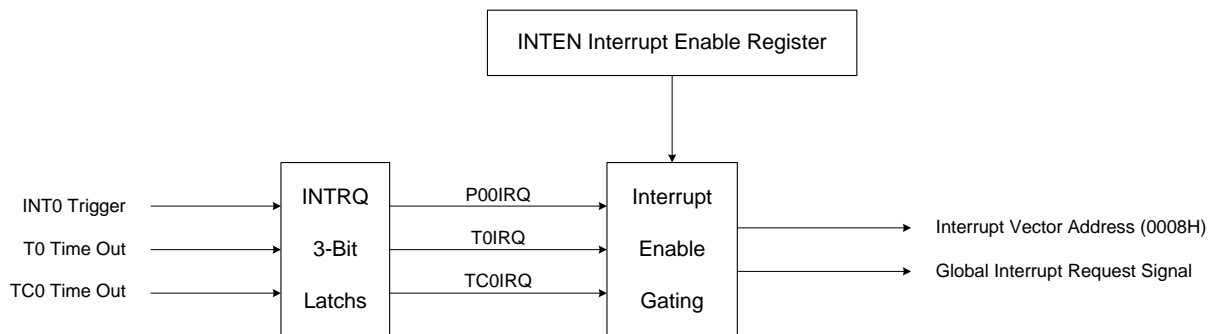 INTEN Interrupt Enable Register
INT0 Trigger
T0 Time Out
TC0 Time Out
INTRQ
3-Bit
Latchs
P00IRQ
T0IRQ
TC0IRQ
Interrupt
Enable
Gating
Interrupt Vector Address (0008H)
Global Interrupt Request Signal